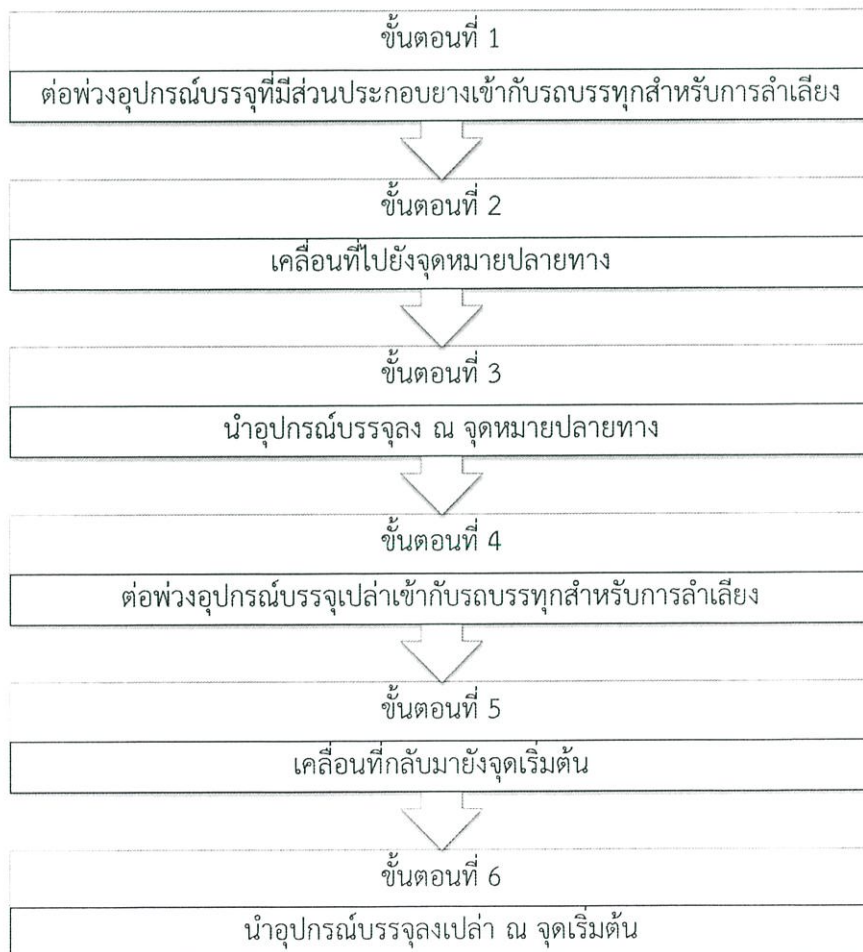 ขั้นตอนที่ 1
ต่อพ่วงอุปกรณ์บรรจุที่มีส่วนประกอบยางเข้ากับรถบรรทุกสำหรับการลำเลียง
ขั้นตอนที่ 2
เคลื่อนที่ไปยังจุดหมายปลายทาง
ขั้นตอนที่ 3
นำอุปกรณ์บรรจุลง ณ จุดหมายปลายทาง
ขั้นตอนที่ 4
ต่อพ่วงอุปกรณ์บรรจุเปล่าเข้ากับรถบรรทุกสำหรับการลำเลียง
ขั้นตอนที่ 5
เคลื่อนที่กลับมายังจุดเริ่มต้น
ขั้นตอนที่ 6
นำอุปกรณ์บรรจุลงเปล่า ณ จุดเริ่มต้น